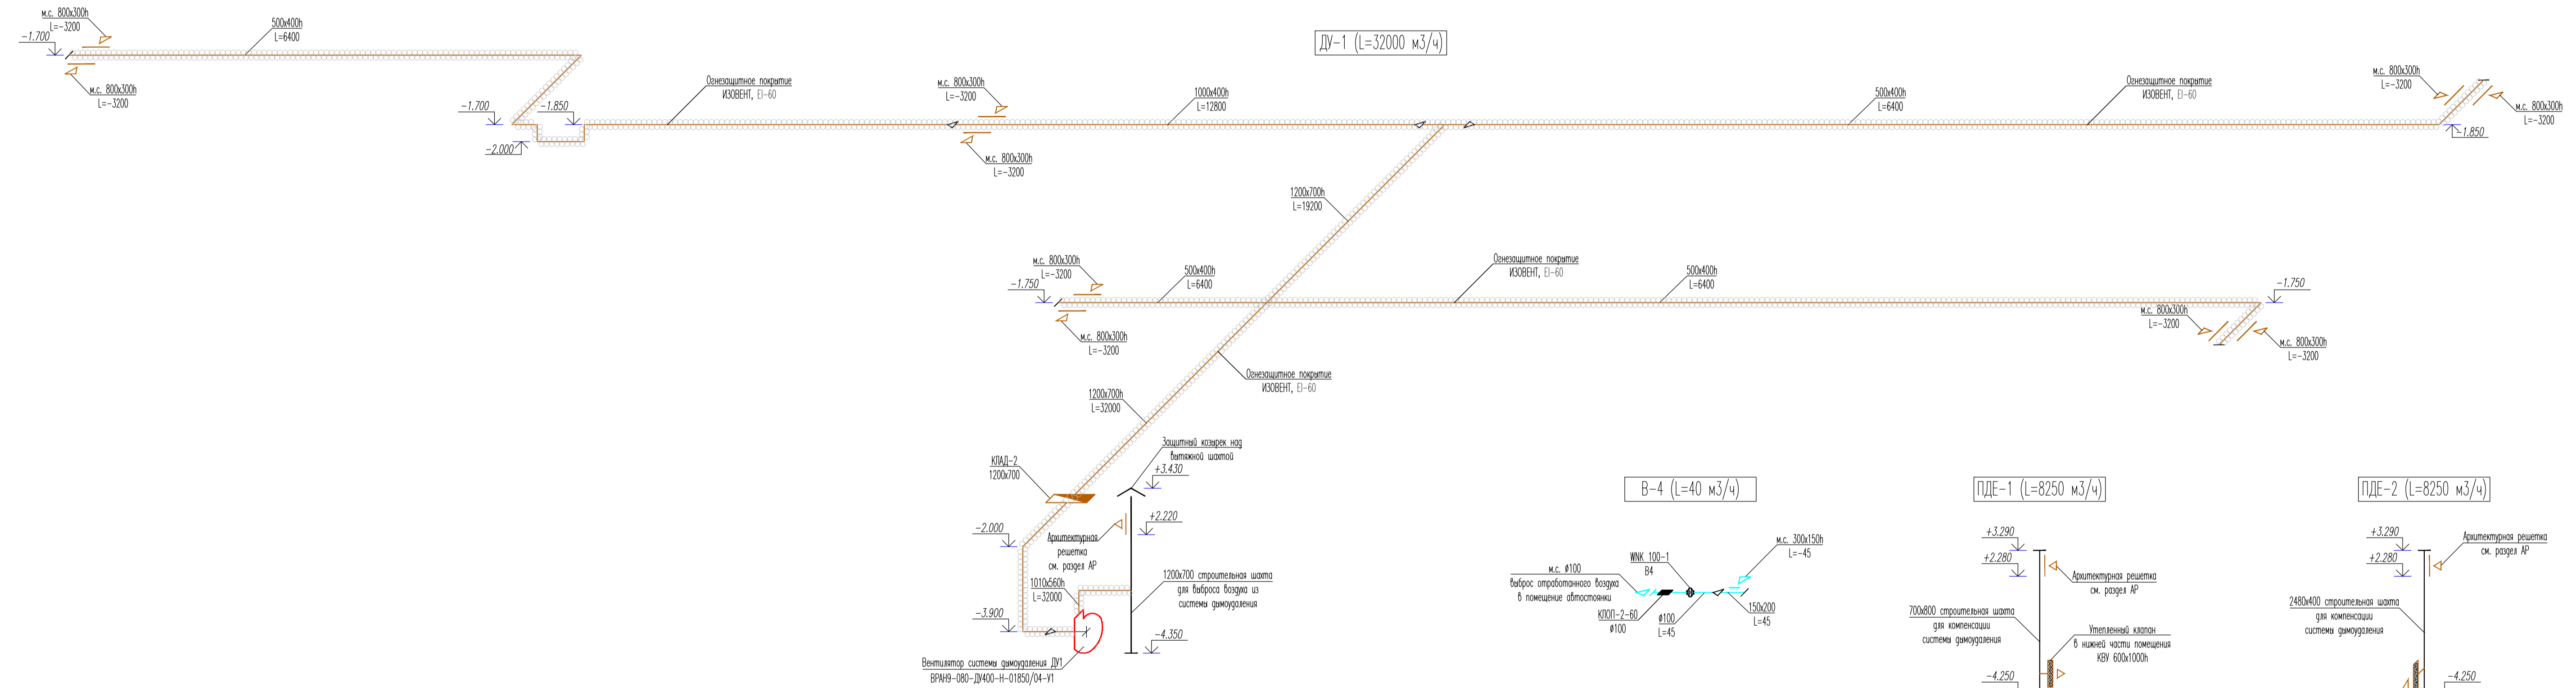 м.с. 800х300h
L=-3200
-1.700
м.с. 800х300h
L=-3200
500х400h
L=6400
-1.700
-1.850
-2.000
Огнезащитное покрытие
ИЗОВЕНТ, EI-60
м.с. 800х300h
L=-3200
м.с. 800х300h
L=-3200
1000х400h
L=12800
ДУ-1 (L=32000 м3/ч)
500х400h
L=6400
Огнезащитное покрытие
ИЗОВЕНТ, EI-60
м.с. 800х300h
L=-3200
м.с. 800х300h
L=-3200
-1.850
1200х700h
L=19200
м.с. 800х300h
L=-3200
-1.750
м.с. 800х300h
L=-3200
500х400h
L=6400
Огнезащитное покрытие
ИЗОВЕНТ, EI-60
500х400h
L=6400
-1.750
м.с. 800х300h
L=-3200
м.с. 800х300h
L=-3200
Огнезащитное покрытие
ИЗОВЕНТ, EI-60
1200х700h
L=32000
КЛАД-2
1200х700
Защитный козырек над
вытяжной шахтой
+3.430
+2.220
-2.000
Архитектурная
решетка
см. раздел АР
1010х560h
L=32000
1200х700 строительная шахта
для выброса воздуха из
системы дымоудаления
-3.900
-4.350
Вентилятор системы дымоудаления ДУ1
ВРАН9-080-ДУ400-Н-01850/04-У1
В-4 (L=40 м3/ч)
м.с. 300х150h
L=-45
WNK 100-1
В4
м.с. Ø100
выброс отработанного воздуха
в помещение автостоянки
КЛОП-2-60
Ø100
Ø100
L=45
150х200
L=45
ПДЕ-1 (L=8250 м3/ч)
+3.290
+2.280
Архитектурная решетка
см. раздел АР
700х800 строительная шахта
для компенсации
системы дымоудаления
Утепленный клапан
в нижней части помещения
КВУ 600х1000h
-4.250
ПДЕ-2 (L=8250 м3/ч)
+3.290
+2.280
Архитектурная решетка
см. раздел АР
2480х400 строительная шахта
для компенсации
системы дымоудаления
-4.250